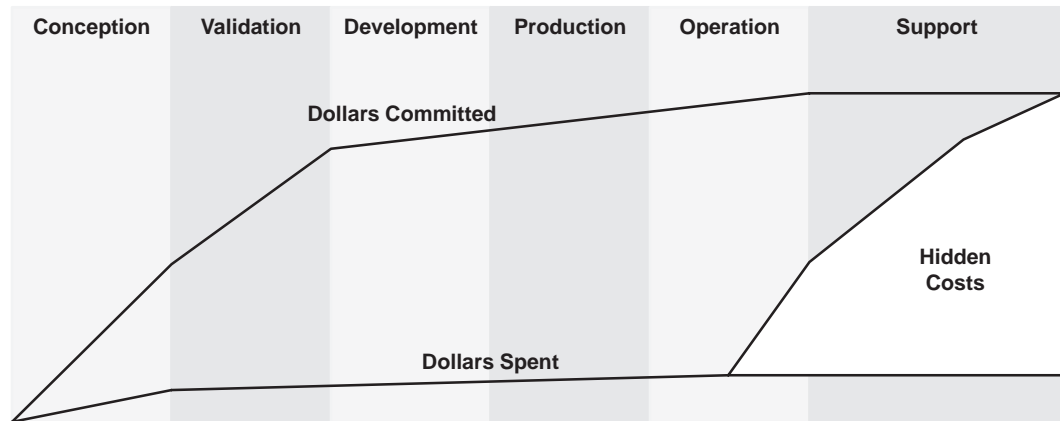 Conception Validation Development Production Operation Support
Dollars Committed
Hidden
Costs
Dollars Spent